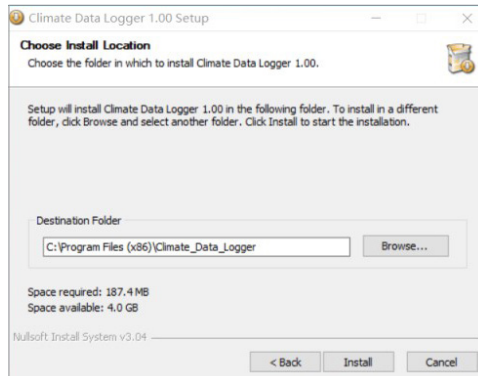 Climate Data Logger 1.00 Setup
Choose Install Location
Choose the folder in which to install Climate Data Logger 1.00.
Setup will install Climate Data Logger 1.00 in the following folder. To install in a different
folder, click Browse and select another folder. Click Install to start the installation.
Destination Folder
C:\Program Files (x86)\Climate_Data_Logger
Browse...
Space required: 187.4 MB
Space available: 4.0 GB
Nullsoft Install System v3.04
< Back Install Cancel